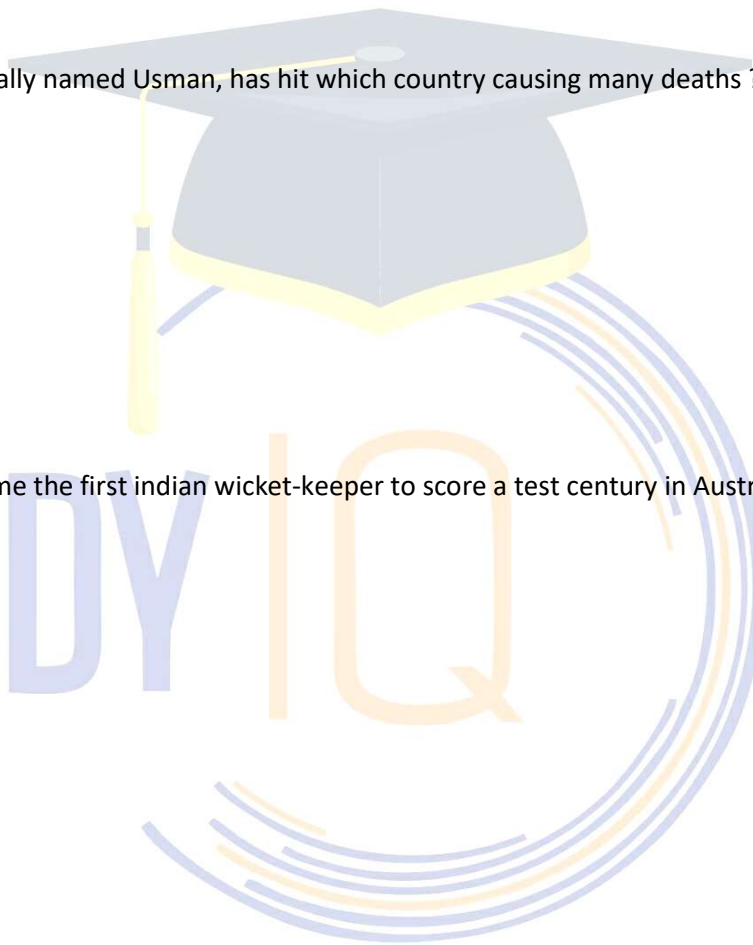 ally named Usman, has hit which country causing many deaths ?
me the first indian wicket-keeper to score a test century in Austr
DY IQ